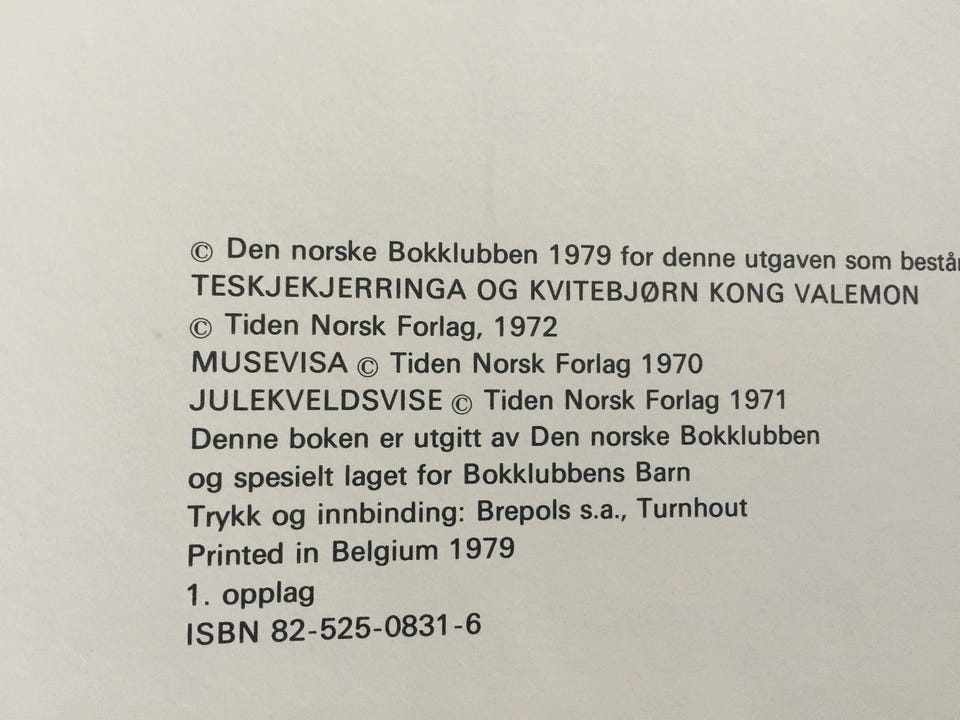 © Den norske Bokklubben 1979 for denne utgaven som
TESKJEKJERRINGA OG KVITEBJØRN KONG VALEMON
© Tiden Norsk Forlag, 1972
MUSEVISA © Tiden Norsk Forlag 1970
JULEKVELDSVISE © Tiden Norsk Forlag 1971
Denne boken er utgitt av Den norske Bokklubben
og spesielt laget for Bokklubbens Barn
Trykk og innbinding: Brepols s.a., Turnhout
Printed in Belgium 1979
1. opplag
ISBN 82-525-0831-6